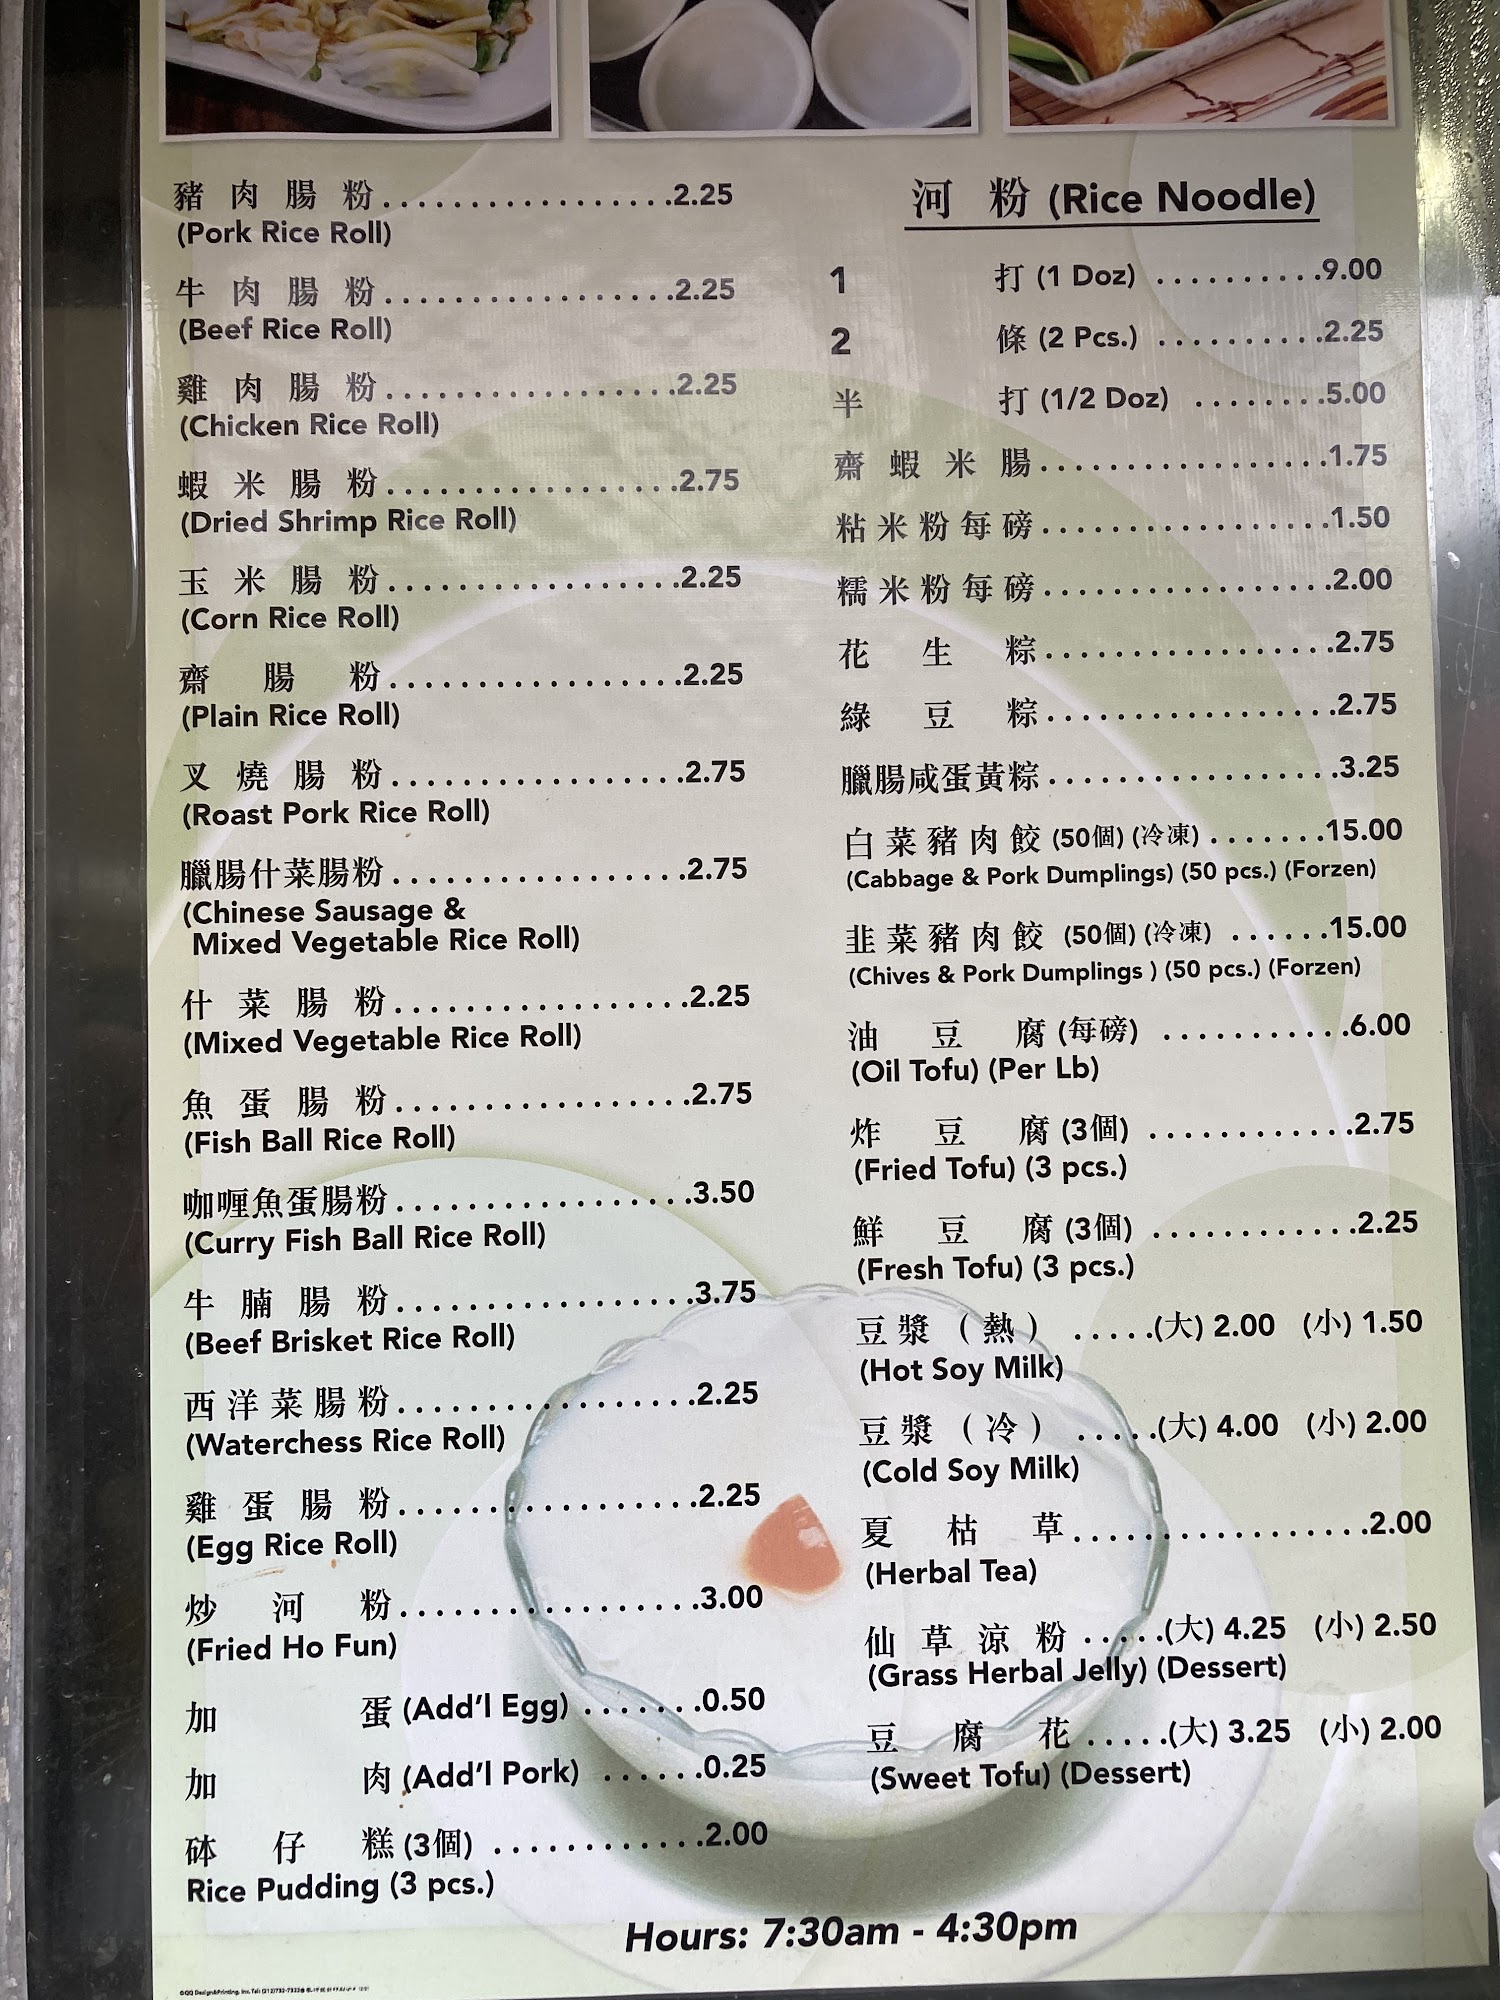 豬肉腸粉.................2.25
(Pork Rice Roll)
牛肉腸粉.................2.25
(Beef Rice Roll)
雞肉腸粉.................2.25
(Chicken Rice Roll)
蝦米腸粉.................2.75
(Dried Shrimp Rice Roll)
玉米腸粉.................2.25
(Corn Rice Roll)
齋腸粉.................2.25
(Plain Rice Roll)
叉燒腸粉.................2.75
(Roast Pork Rice Roll)
臘腸什菜腸粉.................2.75
(Chinese Sausage &
Mixed Vegetable Rice Roll)
什菜腸粉.................2.25
(Mixed Vegetable Rice Roll)
魚蛋腸粉.................2.75
(Fish Ball Rice Roll)
咖喱魚蛋腸粉.................3.50
(Curry Fish Ball Rice Roll)
牛腩腸粉.................3.75
(Beef Brisket Rice Roll)
西洋菜腸粉.................2.25
(Waterchess Rice Roll)
雞蛋腸粉.................2.25
(Egg Rice Roll)
炒河粉.................3.00
(Fried Ho Fun)
加蛋 (Add'l Egg) .......0.50
加肉 (Add'l Pork) ......0.25
砵仔糕 (3個) ............2.00
Rice Pudding (3 pcs.)
河粉 (Rice Noodle)
1打 (1 Doz) ..........9.00
2條 (2 Pcs.) ..........2.25
半打 (1/2 Doz) ........5.00
齋蝦米腸.................1.75
粘米粉每磅.................1.50
糯米粉每磅.................2.00
花生粽.................2.75
綠豆粽.................2.75
臘腸咸蛋黃粽.................3.25
白菜豬肉餃 (50個) (冷凍) .......15.00
(Cabbage & Pork Dumplings) (50 pcs.) (Forzen)
韭菜豬肉餃 (50個) (冷凍) ......15.00
(Chives & Pork Dumplings ) (50 pcs.) (Forzen)
油豆腐 (每磅) ...........6.00
(Oil Tofu) (Per Lb)
炸豆腐 (3個) ............2.75
(Fried Tofu) (3 pcs.)
鮮豆腐 (3個) ............2.25
(Fresh Tofu) (3 pcs.)
豆漿（熱） .....(大) 2.00 (小) 1.50
(Hot Soy Milk)
豆漿（冷） .....(大) 4.00 (小) 2.00
(Cold Soy Milk)
夏枯草.................2.00
(Herbal Tea)
仙草涼粉 .....(大) 4.25 (小) 2.50
(Grass Herbal Jelly) (Dessert)
豆腐花 .....(大) 3.25 (小) 2.00
(Sweet Tofu) (Dessert)
Hours: 7:30am - 4:30pm
©QQ Design&Printing, Inc. Tel: (212)732-7323